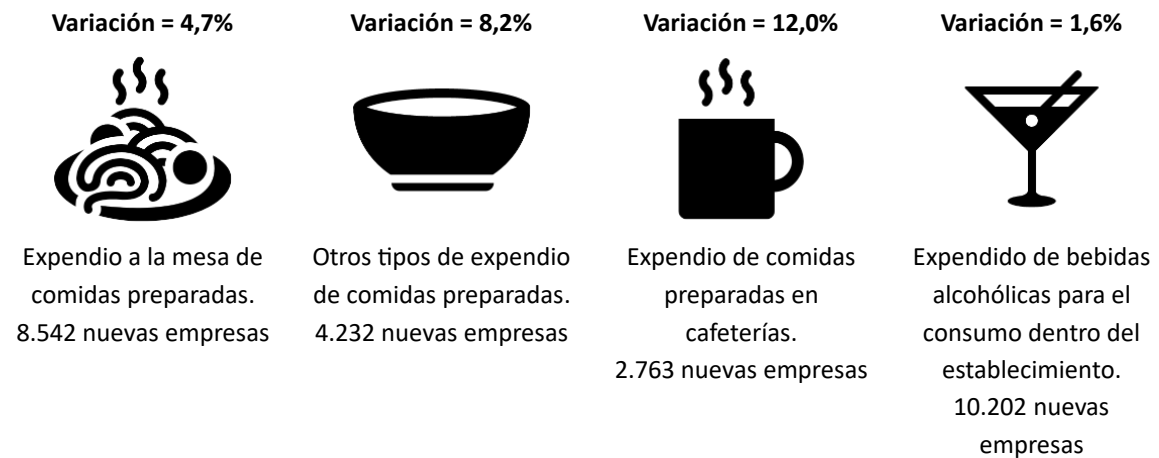 Variación = 4,7%
Expendio a la mesa de
comidas preparadas.
8.542 nuevas empresas
Variación = 8,2%
Otros tipos de expendio
de comidas preparadas.
4.232 nuevas empresas
Variación = 12,0%
Expendio de comidas
preparadas en
cafeterías.
2.763 nuevas empresas
Variación = 1,6%
Expendido de bebidas
alcohólicas para el
consumo dentro del
establecimiento.
10.202 nuevas
empresas